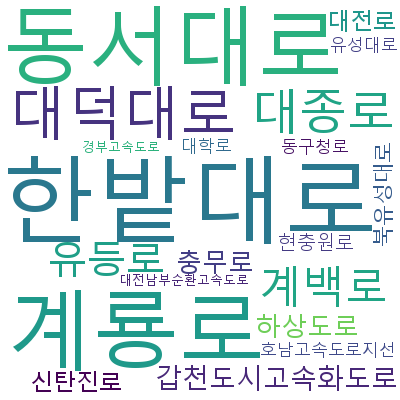 동서대로
대전로
유성대로
대덕대로
대종로
경부고속도로
대학로
동구청로
한밭대로
북유성대로
현충원로
유등로
충무로
대전남부순환고속도로
계백로
계룡로
하상도로
호남고속도로지선
신탄진로
갑천도시고속화도로